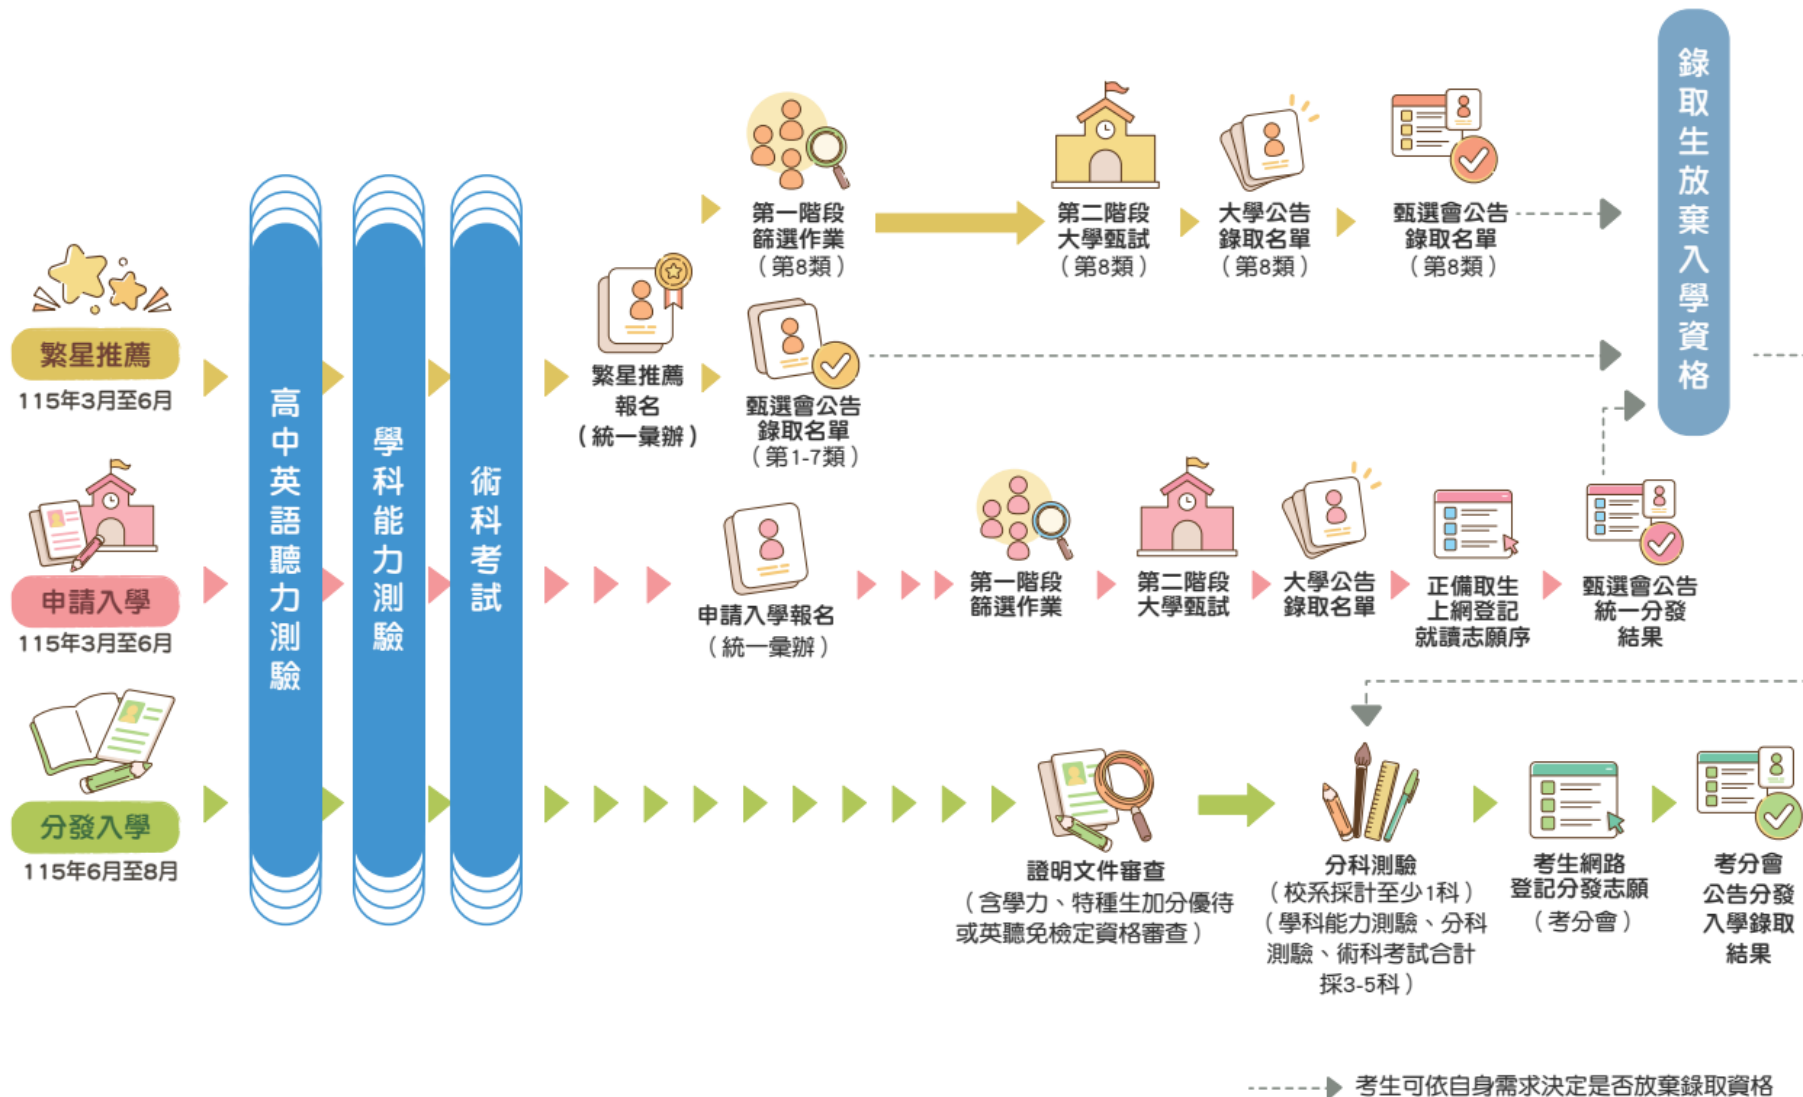 繁星推薦
115年3月至6月
申請入學
115年3月至6月
分發入學
115年6月至8月
高中英語聽力測驗
學科能力測驗
術科考試
繁星推薦
報名
（統一彙辦）
第一階段
篩選作業
（第8類）
第二階段
大學甄試
（第8類）
大學公告
錄取名單
（第8類）
甄選會公告
錄取名單
（第8類）
甄選會公告
錄取名單
（第1-7類）
錄取生放棄入學資格
申請入學報名
（統一彙辦）
第一階段
篩選作業
第二階段
大學甄試
大學公告
錄取名單
正備取生
上網登記
就讀志願序
甄選會公告
統一分發
結果
證明文件審查
（含學力、特種生加分優待
或英聽免檢定資格審查）
分科測驗
（校系採計至少1科）
（學科能力測驗、分科
測驗、術科考試合計
採3-5科）
考生網路
登記分發志願
（考分會）
考分會
公告分發
入學錄取
結果
考生可依自身需求決定是否放棄錄取資格